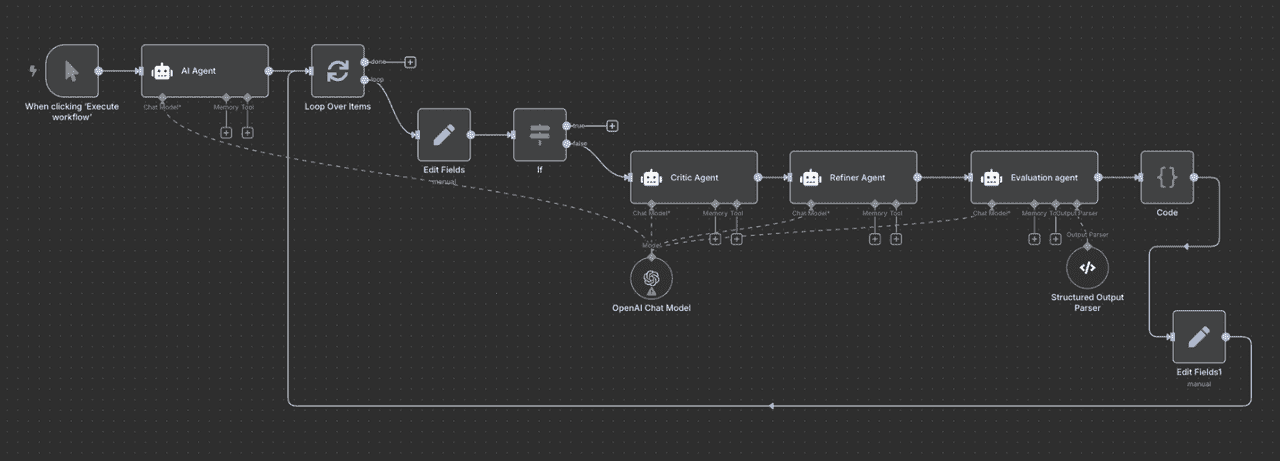 AI Agent
done
loop
When clicking 'Execute
workflow'
Chat Model*
Memory
Tool
Loop Over Items
true
false
Edit Fields
manual
If
Critic Agent
Refiner Agent
Evaluation agent
Chat Model*
Memory
Tool
Chat Model*
Memory
Tool
Chat Model*
Memory
Output Parser
Code
Model
Output Parser
OpenAI Chat Model
Structured Output
Parser
Edit Fields1
manual